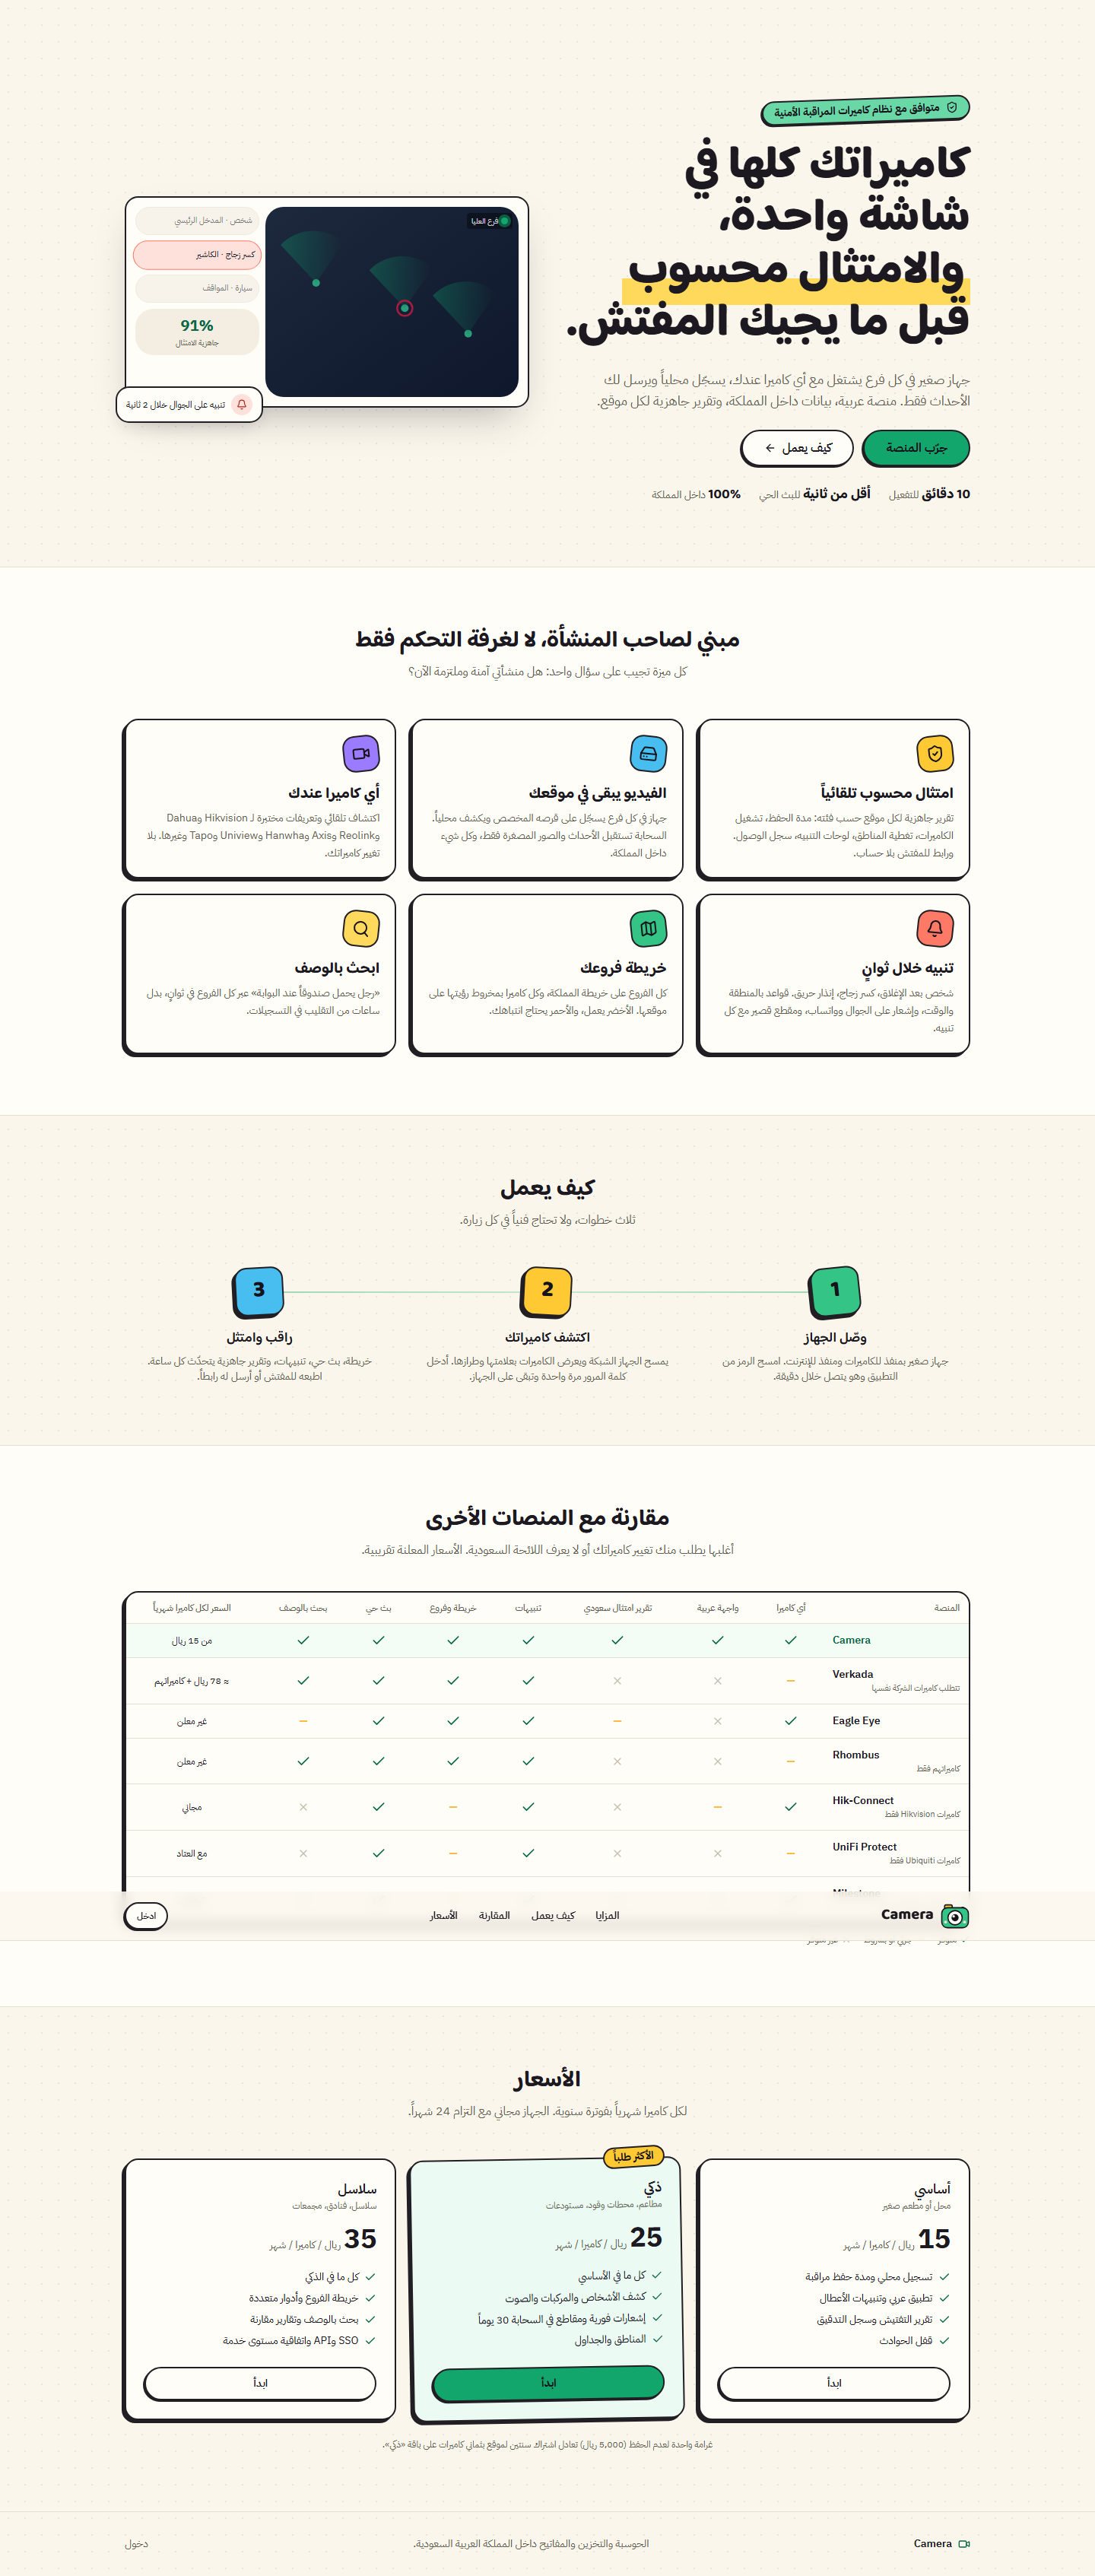 متوافق مع نظام كاميرات المراقبة الأمنية
كاميراتك كلها في
شاشة واحدة،
والامتثال محسوب
قبل ما يجيك المفتش.
جهاز صغير في كل فرع يشتغل مع أي كاميرا عندك، يسجّل محلياً ويرسل لك
الأحداث فقط. منصة عربية، بيانات داخل المملكة، وتقرير جاهزية لكل موقع.
جرّب المنصة
كيف يعمل ←
10 دقائق للتفعيل
أقل من ثانية للبث الحي
100% داخل المملكة
فرع العليا
شخص · المدخل الرئيسي
كسر زجاج · الكاشير
سيارة · المواقف
91%
جاهزية الامتثال
تنبيه على الجوال خلال 2 ثانية
مبني لصاحب المنشأة، لا لغرفة التحكم فقط
كل ميزة تجيب على سؤال واحد: هل منشأتي آمنة وملتزمة الآن؟
امتثال محسوب تلقائياً
تقرير جاهزية لكل موقع حسب فئته: مدة الحفظ، تشغيل
الكاميرات، تغطية المناطق، لوحات التنبيه، سجل الوصول.
ورابط للمفتش بلا حساب.
الفيديو يبقى في موقعك
جهاز في كل فرع يسجّل على قرصه المخصص ويكشف محلياً.
السحابة تستقبل الأحداث والصور المصغرة فقط، وكل شيء
داخل المملكة.
أي كاميرا عندك
اكتشاف تلقائي وتعريفات مختبرة لـ Hikvision وDahua
وReolink وAxis وHanwha وUniview وTapo وغيرها. بلا
تغيير كاميراتك.
تنبيه خلال ثوانٍ
شخص بعد الإغلاق، كسر زجاج، إنذار حريق. قواعد بالمنطقة
والوقت، وإشعار على الجوال وواتساب، ومقطع قصير مع كل
تنبيه.
خريطة فروعك
كل الفروع على خريطة المملكة، وكل كاميرا بمخروط رؤيتها على
موقعها. الأخضر يعمل، والأحمر يحتاج انتباهك.
ابحث بالوصف
«رجل يحمل صندوقاً عند البوابة» عبر كل الفروع في ثوانٍ، بدل
ساعات من التقليب في التسجيلات.
كيف يعمل
ثلاث خطوات، ولا تحتاج فنياً في كل زيارة.
1
وصّل الجهاز
جهاز صغير بمنفذ للكاميرات ومنفذ للإنترنت. امسح الرمز من
التطبيق وهو يتصل خلال دقيقة.
2
اكتشف كاميراتك
يمسح الجهاز الشبكة ويعرض الكاميرات بعلامتها وطرازها. أدخل
كلمة المرور مرة واحدة وتبقى على الجهاز.
3
راقب وامتثل
خريطة، بث حي، تنبيهات، وتقرير جاهزية يتحدّث كل ساعة.
اطبعه للمفتش أو أرسل له رابطاً.
مقارنة مع المنصات الأخرى
أغلبها يطلب منك تغيير كاميراتك أو لا يعرف اللائحة السعودية. الأسعار المعلنة تقريبية.
المنصة أي كاميرا واجهة عربية تقرير امتثال سعودي تنبيهات خريطة وفروع بث حي بحث بالوصف السعر لكل كاميرا شهرياً
Camera ✓ ✓ ✓ ✓ ✓ ✓ ✓ من 15 ريال
Verkada – × × ✓ ✓ ✓ ✓ ≈ 78 ريال + كاميراتهم
تتطلب كاميرات الشركة نفسها
Eagle Eye ✓ × – ✓ ✓ ✓ – غير معلن
Rhombus – × × ✓ ✓ ✓ ✓ غير معلن
كاميراتهم فقط
Hik-Connect ✓ – × ✓ – ✓ × مجاني
كاميرات Hikvision فقط
UniFi Protect – × × ✓ – ✓ × مع العتاد
كاميرات Ubiquiti فقط
Camera
المزايا
كيف يعمل
المقارنة
الأسعار
ادخل
الأسعار
لكل كاميرا شهرياً بفوترة سنوية. الجهاز مجاني مع التزام 24 شهراً.
أساسي
محل أو مطعم صغير
15 ريال / كاميرا / شهر
✓ تسجيل محلي ومدة حفظ مراقبة
✓ تطبيق عربي وتنبيهات الأعطال
✓ تقرير التفتيش وسجل التدقيق
✓ قفل الحوادث
ابدأ
الأكثر طلباً
ذكي
مطاعم، محطات وقود، مستودعات
25 ريال / كاميرا / شهر
✓ كل ما في الأساسي
✓ كشف الأشخاص والمركبات والصوت
✓ إشعارات فورية ومقاطع في السحابة 30 يوماً
✓ المناطق والجداول
ابدأ
سلاسل
سلاسل، فنادق، مجمعات
35 ريال / كاميرا / شهر
✓ كل ما في الذكي
✓ خريطة الفروع وأدوار متعددة
✓ بحث بالوصف وتقارير مقارنة
✓ SSO وAPI واتفاقية مستوى خدمة
ابدأ
غرامة واحدة لعدم الحفظ (5,000 ريال) تعادل اشتراك سنتين لموقع بثماني كاميرات على باقة «ذكي».
Camera
الحوسبة والتخزين والمفاتيح داخل المملكة العربية السعودية.
دخول